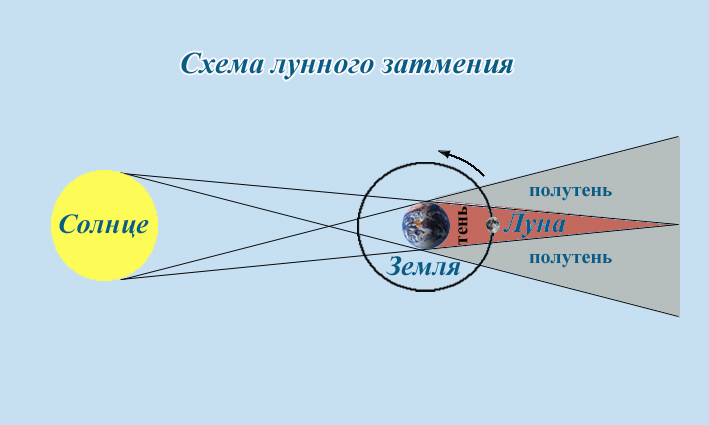 Схема лунного затмения
полутень
Солнце
тень
Луна
Земля
полутень